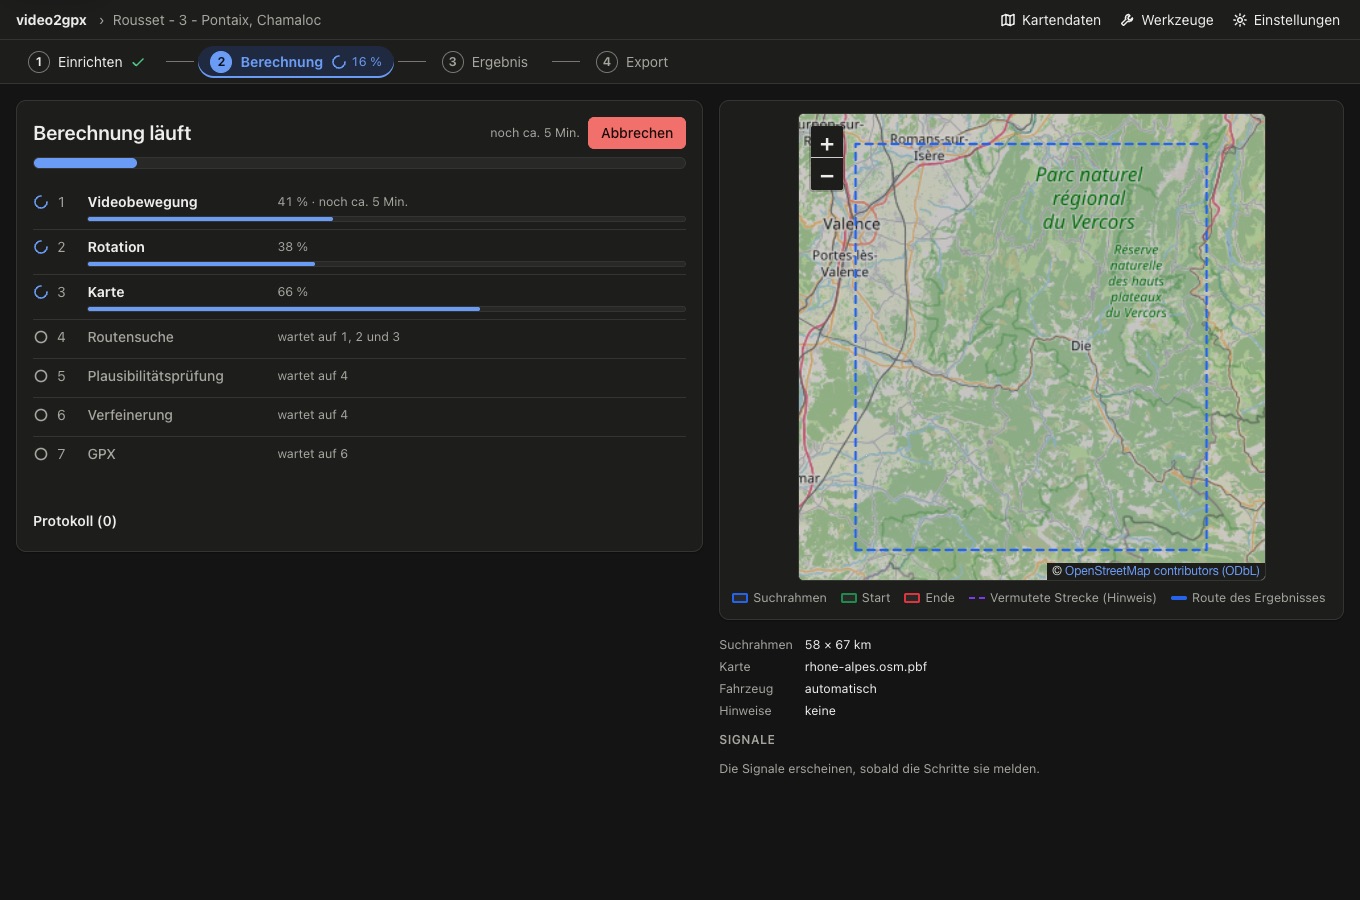 video2gpx › Rousset - 3 - Pontaix, Chamaloc
Kartendaten
Werkzeuge
Einstellungen
1 Einrichten
2 Berechnung 16 %
3 Ergebnis
4 Export
Berechnung läuft
noch ca. 5 Min.
Abbrechen
1 Videobewegung 41 % · noch ca. 5 Min.
2 Rotation 38 %
3 Karte 66 %
4 Routensuche wartet auf 1, 2 und 3
5 Plausibilitätsprüfung wartet auf 4
6 Verfeinerung wartet auf 4
7 GPX wartet auf 6
Protokoll (0)
+
−
Romans-sur-
Isère
Parc naturel
régional
du Vercors
Valence
Portes-lès-
Valence
Réserve
naturelle
des hauts
plateaux
du Vercors
Die
mar
© OpenStreetMap contributors (ODbL)
Suchrahmen
Start
Ende
Vermutete Strecke (Hinweis)
Route des Ergebnisses
Suchrahmen 58 × 67 km
Karte rhone-alpes.osm.pbf
Fahrzeug automatisch
Hinweise keine
SIGNALE
Die Signale erscheinen, sobald die Schritte sie melden.